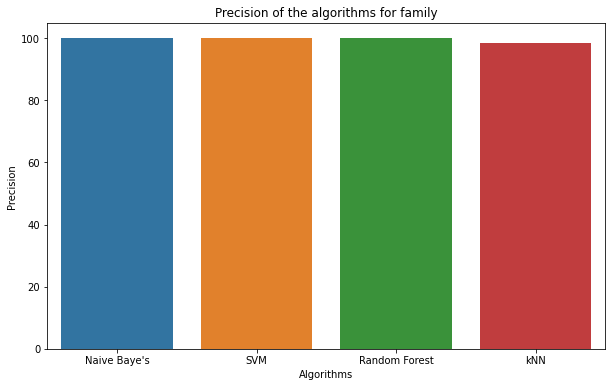 Precision of the algorithms for family
100
80
60
40
20
0
Precision
Naive Baye's SVM Random Forest kNN
Algorithms